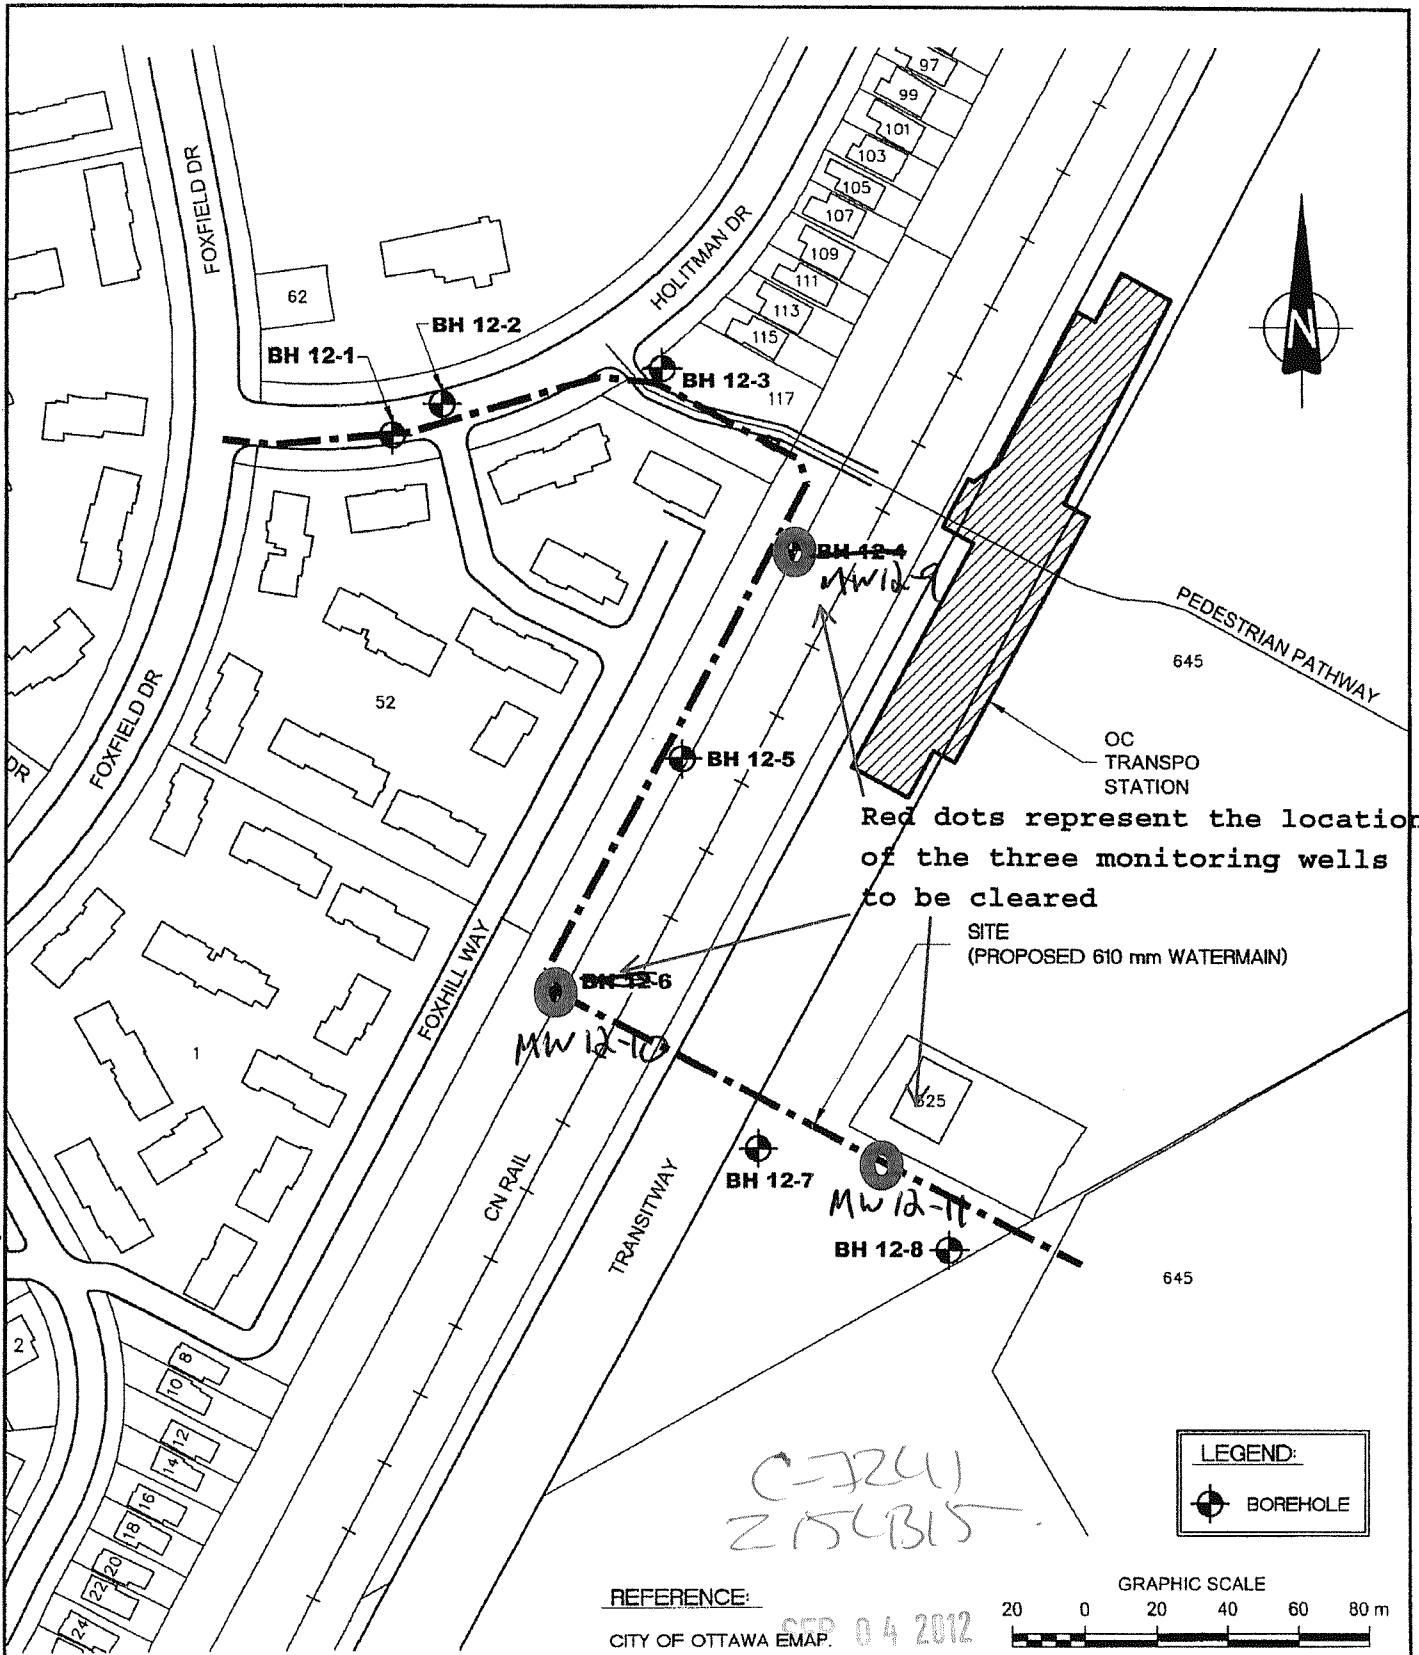 97
99
101
103
105
107
109
111
113
115
117
FOXFIELD DR
HOLITMAN DR
62
BH 12-2
BH 12-1
BH 12-3
BH 12-4
MW 12-9
PEDESTRIAN PATHWAY
645
52
FOXFIELD DR
DR
BH 12-5
OC
TRANSPO
STATION
Red dots represent the location
of the three monitoring wells
to be cleared
SITE
(PROPOSED 610 mm WATERMAIN)
FOXHILL WAY
BH 12-6
MW 12-10
1
525
CN RAIL
TRANSITWAY
BH 12-7
MW 12-11
BH 12-8
645
2
8
10
12
14
16
18
20
22
24
N
LEGEND:
BOREHOLE
REFERENCE:
CITY OF OTTAWA EMAP.
SEP 04 2012
GRAPHIC SCALE
20 0 20 40 60 80 m